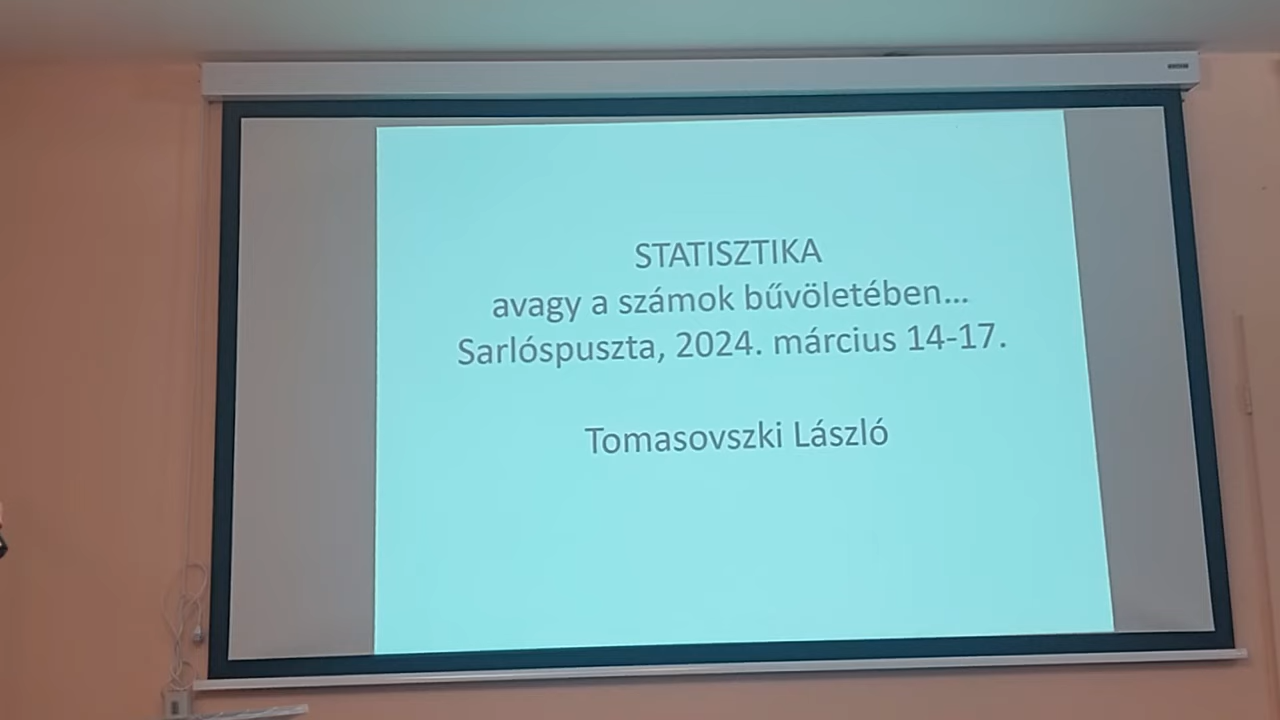 STATISZTIKA
avagy a számok bűvöletében...
Sarlóspuszta, 2024. március 14-17.
Tomasovszki László